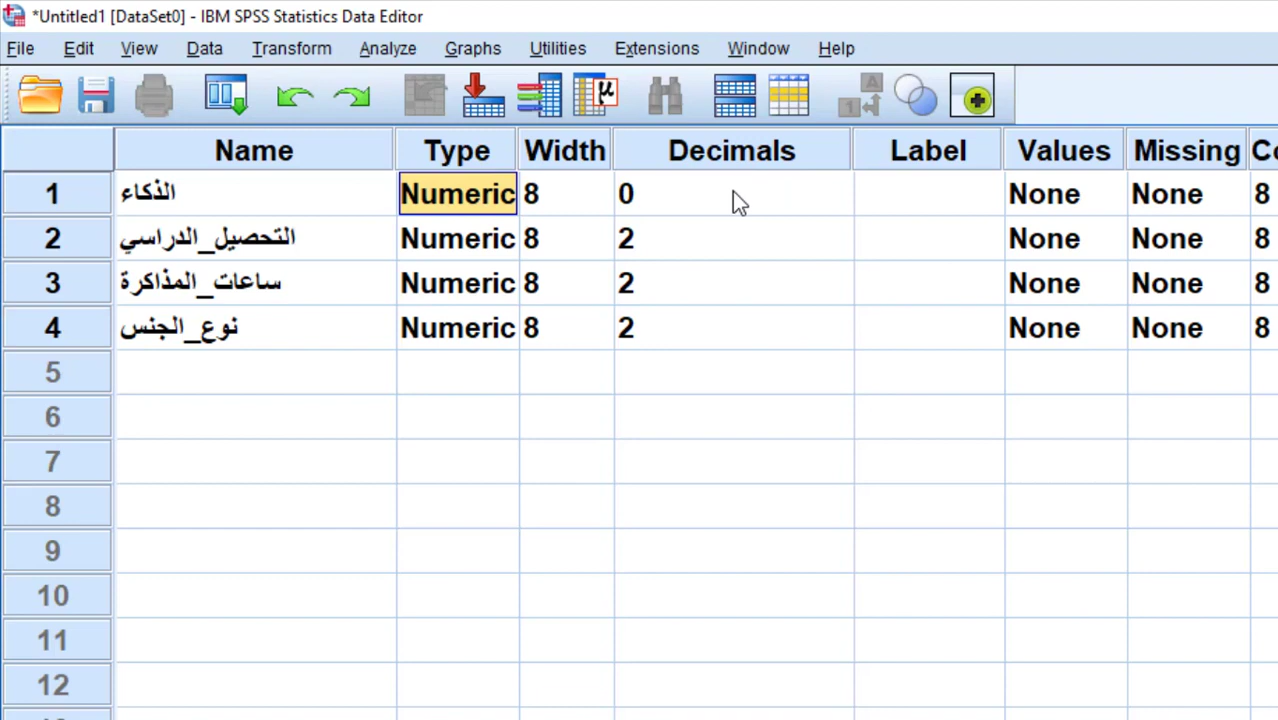 *Untitled1 [DataSet0] - IBM SPSS Statistics Data Editor
File Edit View Data Transform Analyze Graphs Utilities Extensions Window Help
Name Type Width Decimals Label Values Missing Co
1 الذكاء Numeric 8 0 None None 8
2 التحصيل_الدراسي Numeric 8 2 None None 8
3 ساعات_المذاكرة Numeric 8 2 None None 8
4 نوع_الجنس Numeric 8 2 None None 8
5
6
7
8
9
10
11
12